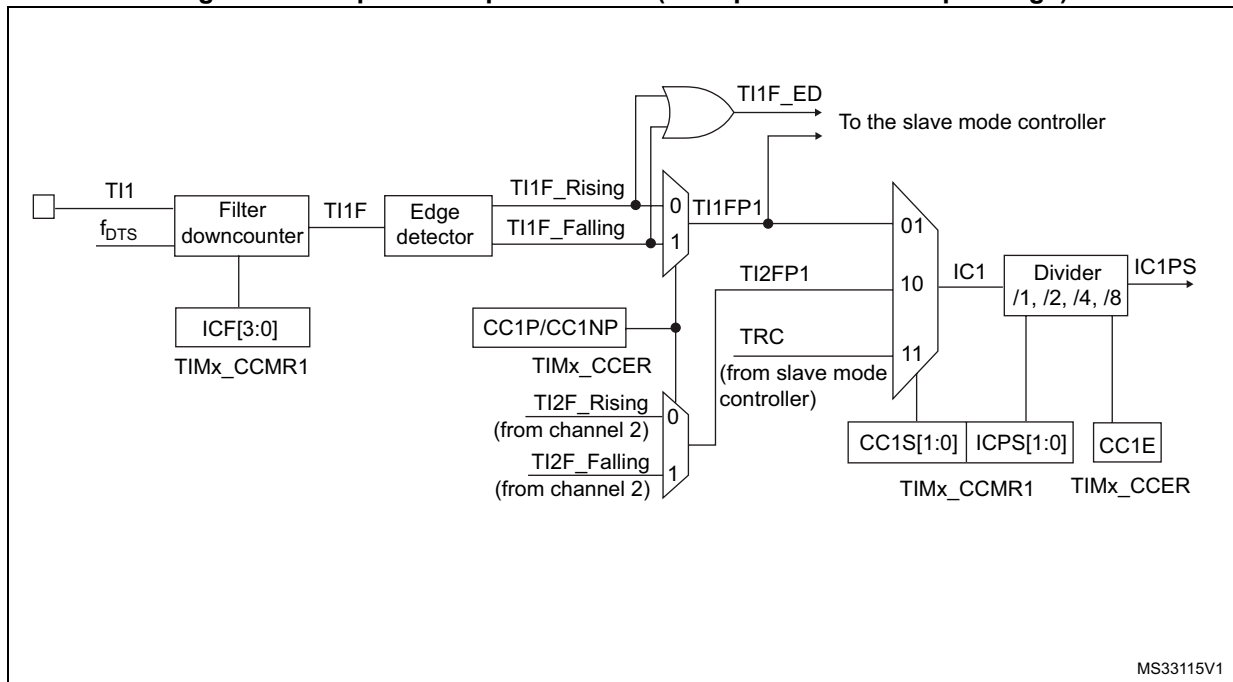 TI1F_ED
To the slave mode controller
TI1
f_DTS
Filter
downcounter
TI1F
Edge
detector
TI1F_Rising
TI1F_Falling
0
1
TI1FP1
01
TI2FP1
10
IC1
Divider
/1, /2, /4, /8
IC1PS
ICF[3:0]
TIMx_CCMR1
CC1P/CC1NP
TIMx_CCER
TRC
11
(from slave mode
controller)
TI2F_Rising
0
(from channel 2)
TI2F_Falling
1
(from channel 2)
CC1S[1:0]
ICPS[1:0]
CC1E
TIMx_CCMR1
TIMx_CCER
MS33115V1